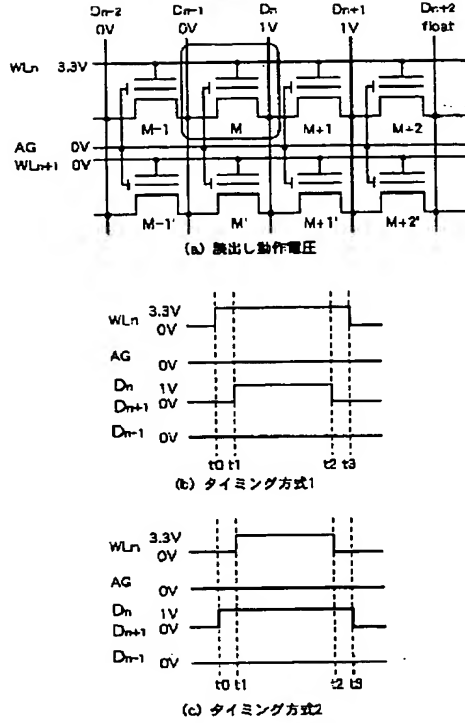 Dn-2 Dn-1 Dn Dn+1 Dn+2
0V 0V 1V 1V float
WLn 3.3V
M-1 M M+1 M+2
AG 0V
WLn+1 0V
M-1' M' M+1' M+2'
(a) 読出し動作電圧
WLn 3.3V
0V
AG 0V
Dn 1V
Dn+1 0V
Dn-1 0V
t0 t1 t2 t3
(b) タイミング方式1
WLn 3.3V
0V
AG 0V
Dn 1V
Dn+1 0V
Dn-1 0V
t0 t1 t2 t3
(c) タイミング方式2